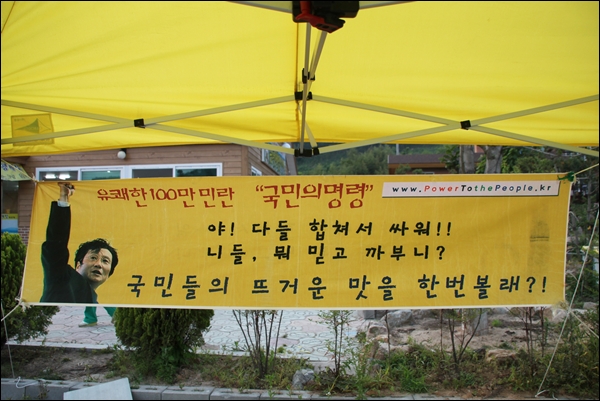 유쾌한 100만 민란 "국민의명령" www.PowerTothePeople.kr
야! 다들 합쳐서 싸워!!
니들, 뭐 믿고 까부니?
국민들의 뜨거운 맛을 한번볼래?!